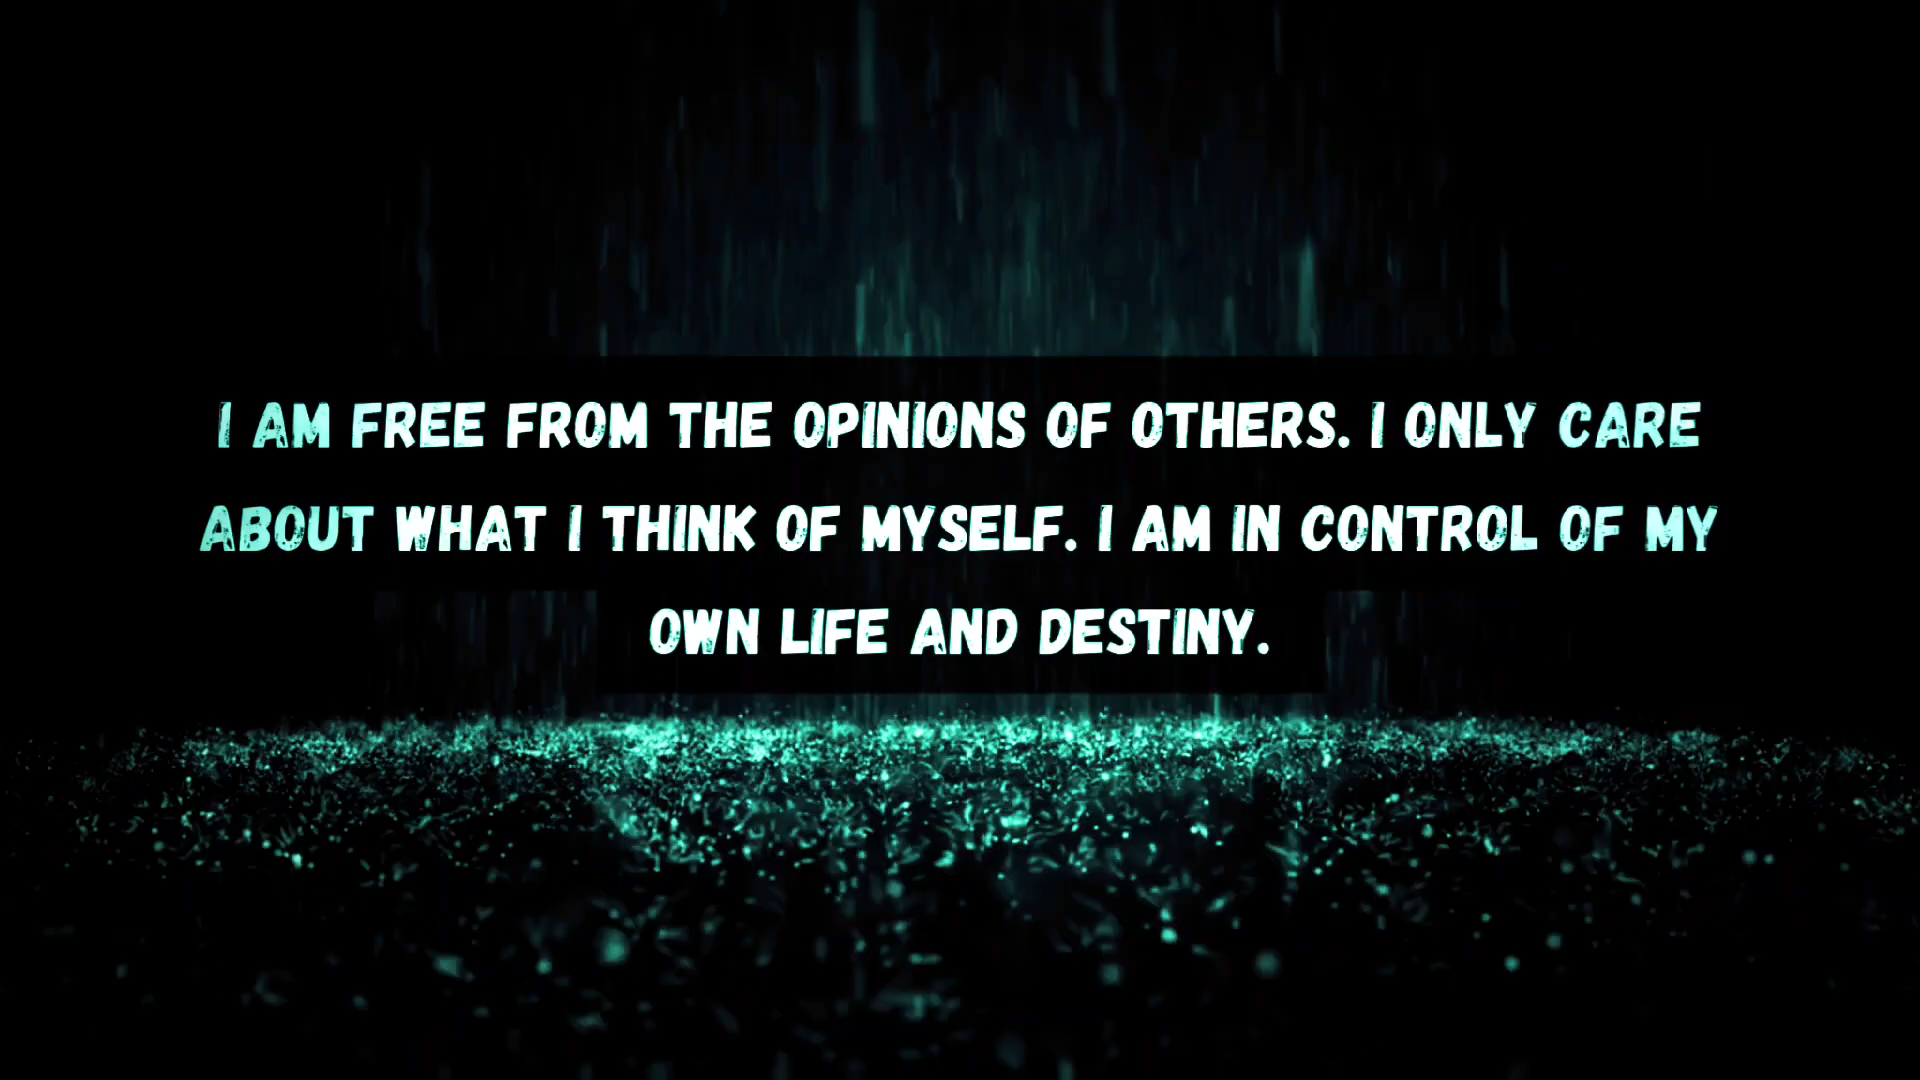 I AM FREE FROM THE OPINIONS OF OTHERS. I ONLY CARE
ABOUT WHAT I THINK OF MYSELF. I AM IN CONTROL OF MY
OWN LIFE AND DESTINY.